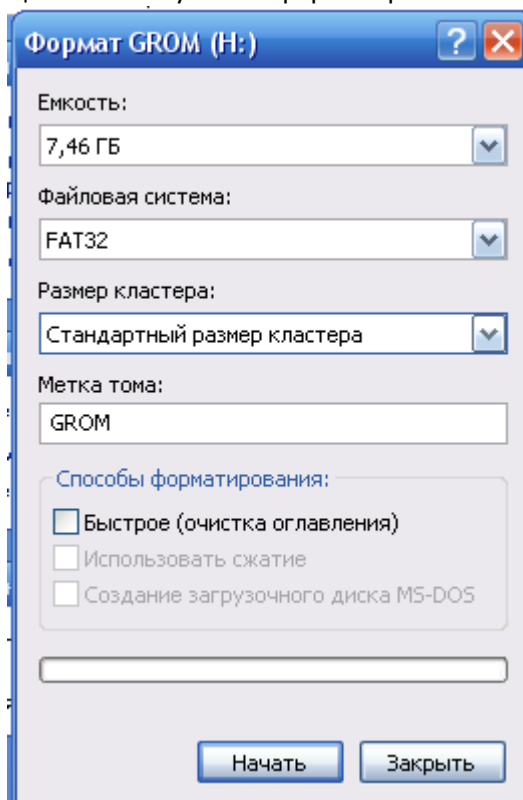 Формат GROM (H:)
Емкость:
7,46 ГБ
Файловая система:
FAT32
Размер кластера:
Стандартный размер кластера
Метка тома:
GROM
Способы форматирования:
Быстрое (очистка оглавления)
Использовать сжатие
Создание загрузочного диска MS-DOS
Начать
Закрыть